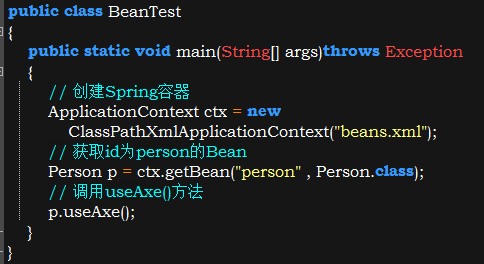 public class BeanTest
{
public static void main(String[] args)throws Exception
{
// 创建Spring容器
ApplicationContext ctx = new
ClassPathXmlApplicationContext("beans.xml");
// 获取id为person的Bean
Person p = ctx.getBean("person" , Person.class);
// 调用useAxe()方法
p.useAxe();
}
}